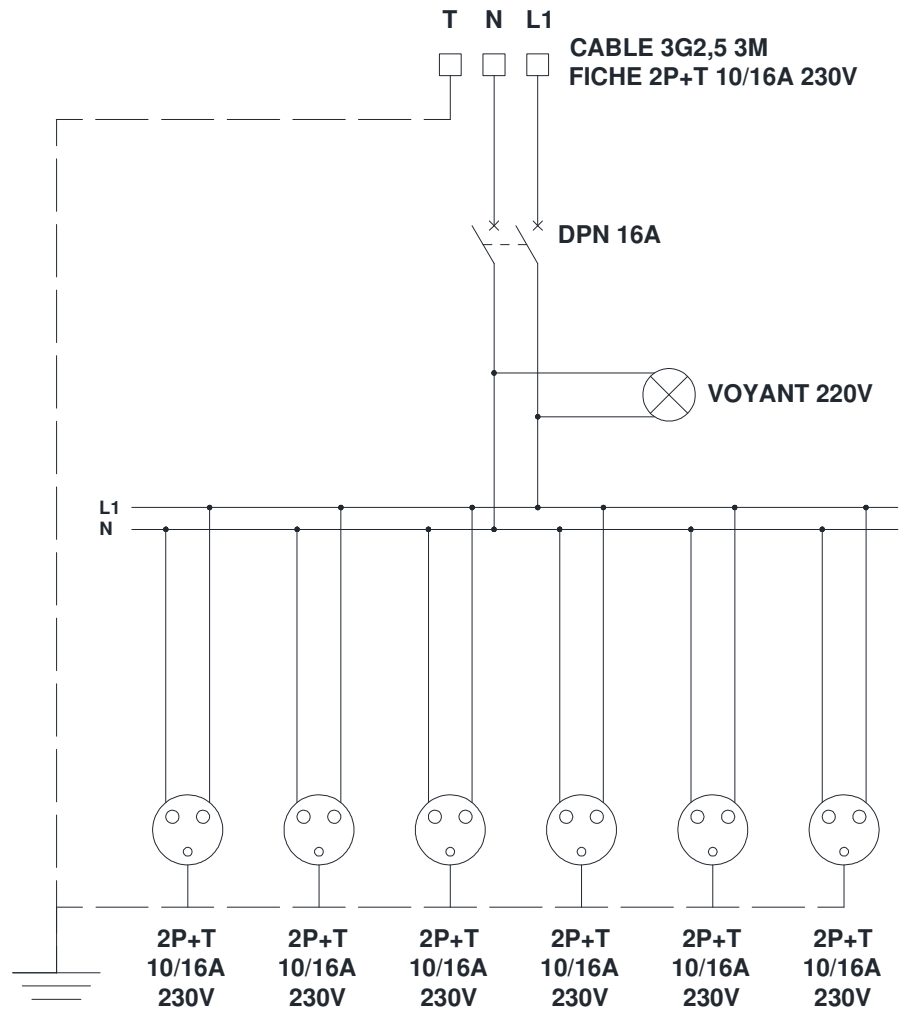 T N L1
CABLE 3G2,5 3M
FICHE 2P+T 10/16A 230V
DPN 16A
VOYANT 220V
L1
N
2P+T 2P+T 2P+T 2P+T 2P+T 2P+T
10/16A 10/16A 10/16A 10/16A 10/16A 10/16A
230V 230V 230V 230V 230V 230V